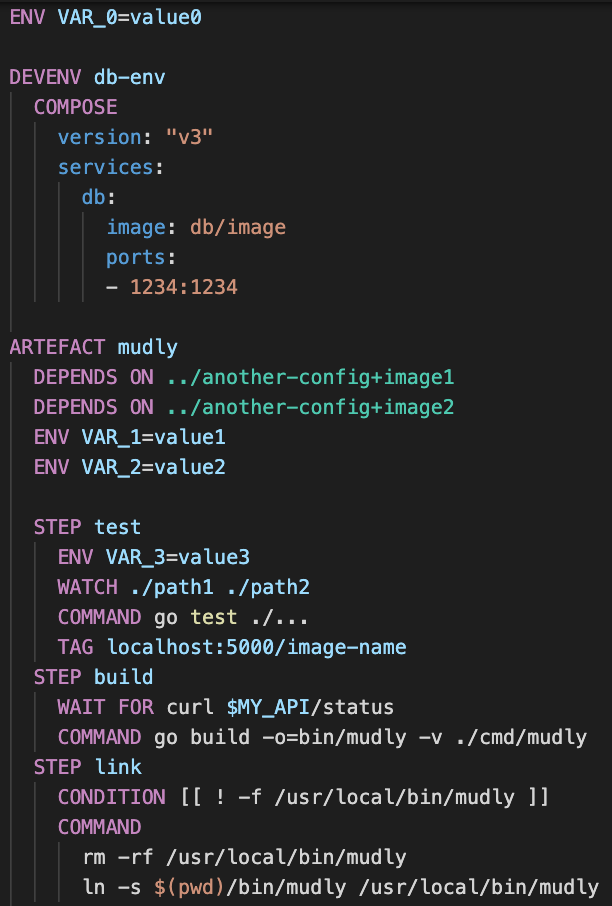 ENV VAR_0=value0
DEVENV db-env
COMPOSE
version: "v3"
services:
db:
image: db/image
ports:
- 1234:1234
ARTEFACT mudly
DEPENDS ON ../another-config+image1
DEPENDS ON ../another-config+image2
ENV VAR_1=value1
ENV VAR_2=value2
STEP test
ENV VAR_3=value3
WATCH ./path1 ./path2
COMMAND go test ./...
TAG localhost:5000/image-name
STEP build
WAIT FOR curl $MY_API/status
COMMAND go build -o=bin/mudly -v ./cmd/mudly
STEP link
CONDITION [[ ! -f /usr/local/bin/mudly ]]
COMMAND
rm -rf /usr/local/bin/mudly
ln -s $(pwd)/bin/mudly /usr/local/bin/mudly